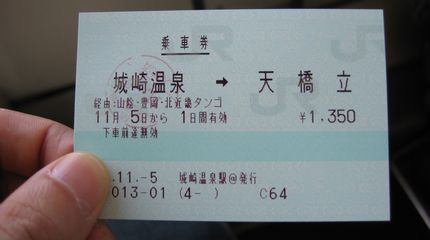 乗車券
城崎温泉 → 天橋立
経由:山陰・豊岡・北近畿タンゴ
11月 5日から 1日間有効 ¥1,350
下車前途無効
.11.-5 城崎温泉駅@発行
013-01 (4- ) C64